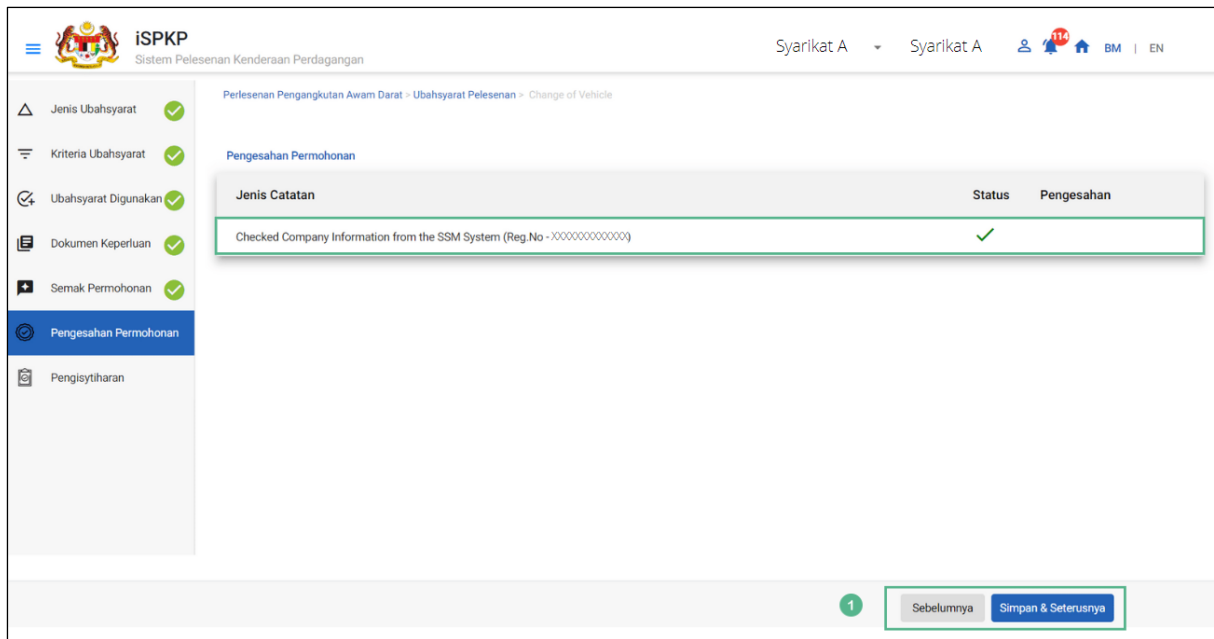 iSPKP
Sistem Pelesenan Kenderaan Perdagangan
Syarikat A
Syarikat A
114
BM | EN
Jenis Ubahsyarat
Kriteria Ubahsyarat
Ubahsyarat Digunakan
Dokumen Keperluan
Semak Permohonan
Pengesahan Permohonan
Pengisytiharan
Perlesenan Pengangkutan Awam Darat > Ubahsyarat Pelesenan > Change of Vehicle
Pengesahan Permohonan
Jenis Catatan Status Pengesahan
Checked Company Information from the SSM System (Reg.No - XXXXXXXXXXXXX)
1
Sebelumnya
Simpan & Seterusnya